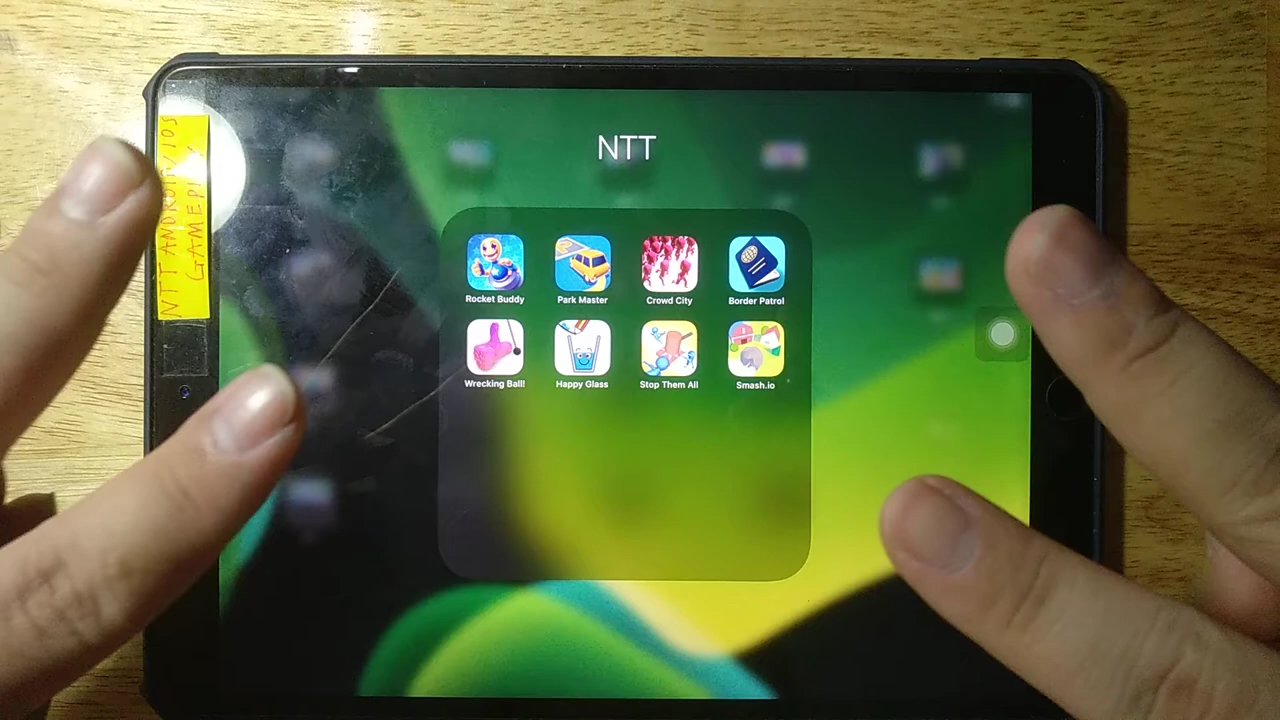 NTT ANDROID/IOS
GAMEPLAY
NTT
Rocket Buddy
Park Master
Crowd City
Border Patrol
Wrecking Ball!
Happy Glass
Stop Them All
Smash.io